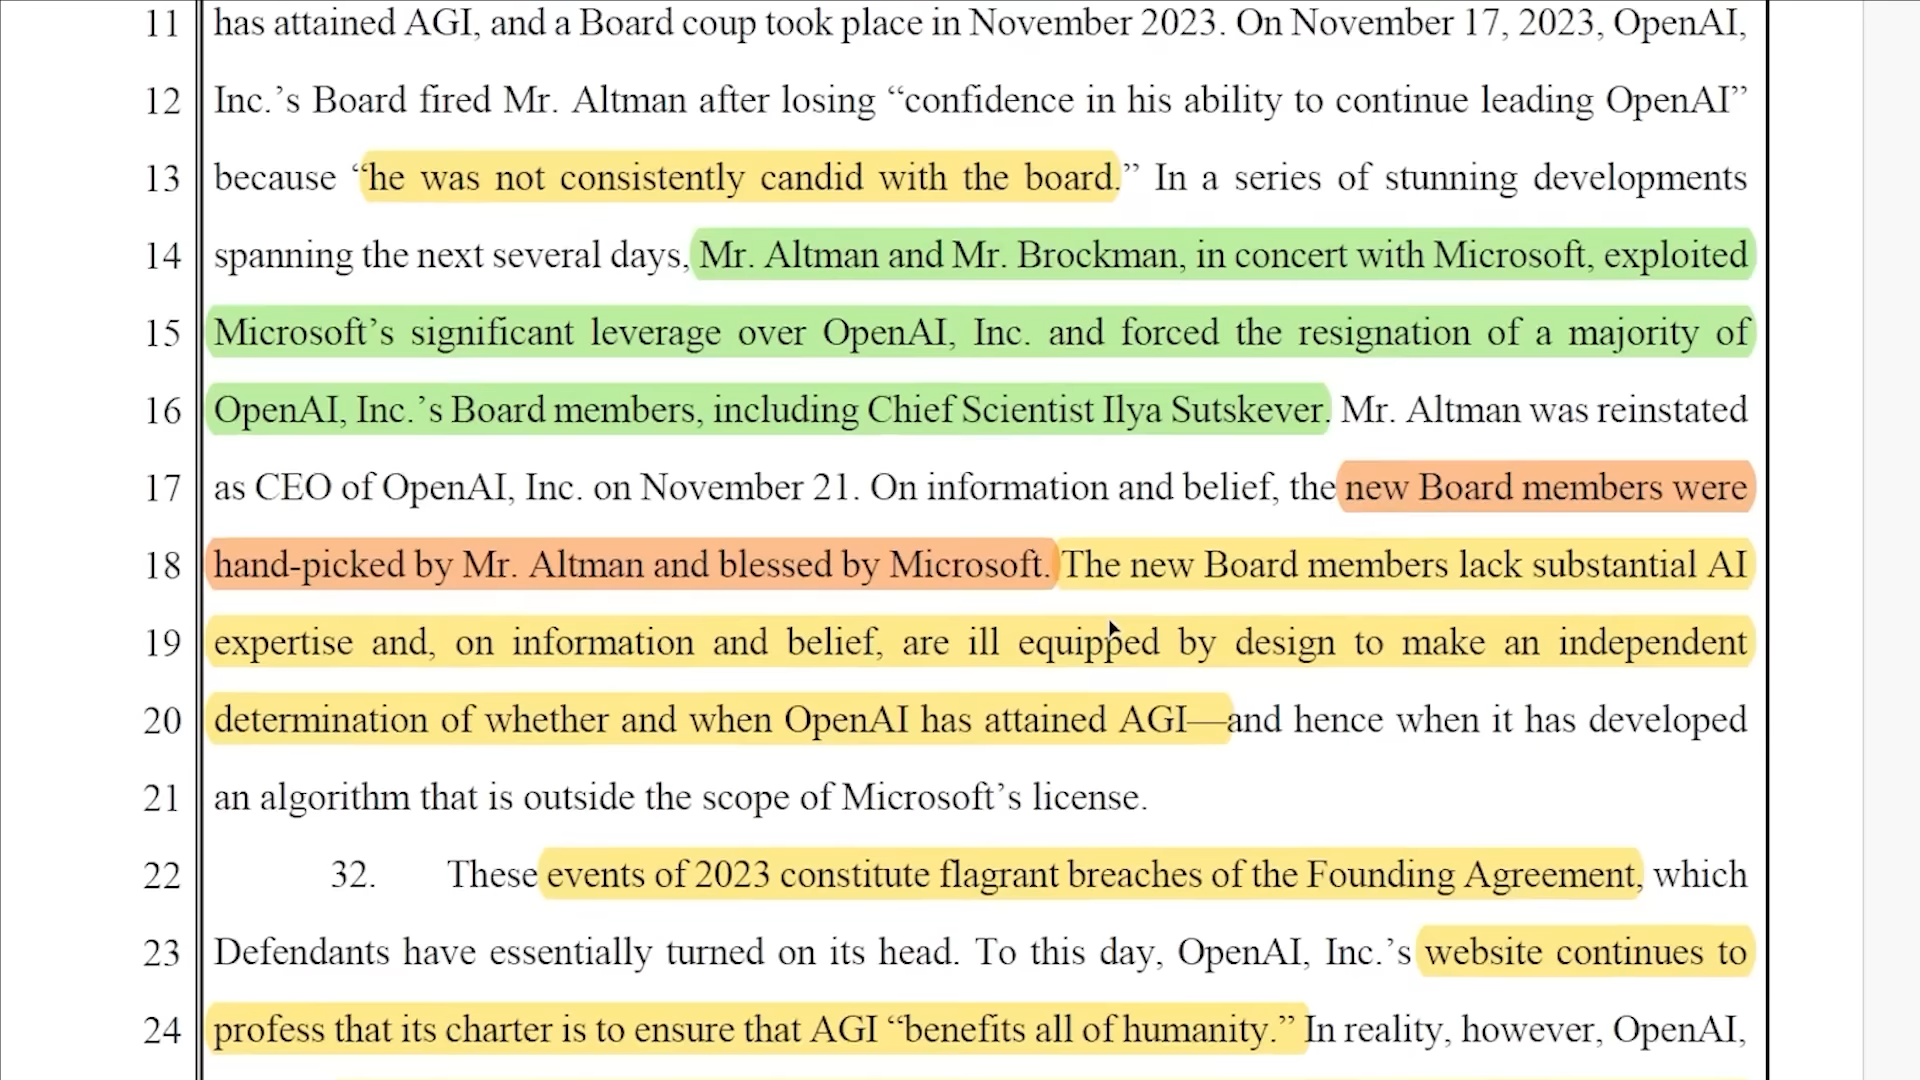 11 has attained AGI, and a Board coup took place in November 2023. On November 17, 2023, OpenAI,
12 Inc.’s Board fired Mr. Altman after losing “confidence in his ability to continue leading OpenAI”
13 because “he was not consistently candid with the board.” In a series of stunning developments
14 spanning the next several days, Mr. Altman and Mr. Brockman, in concert with Microsoft, exploited
15 Microsoft’s significant leverage over OpenAI, Inc. and forced the resignation of a majority of
16 OpenAI, Inc.’s Board members, including Chief Scientist Ilya Sutskever. Mr. Altman was reinstated
17 as CEO of OpenAI, Inc. on November 21. On information and belief, the new Board members were
18 hand-picked by Mr. Altman and blessed by Microsoft. The new Board members lack substantial AI
19 expertise and, on information and belief, are ill equipped by design to make an independent
20 determination of whether and when OpenAI has attained AGI—and hence when it has developed
21 an algorithm that is outside the scope of Microsoft’s license.
22 32. These events of 2023 constitute flagrant breaches of the Founding Agreement, which
23 Defendants have essentially turned on its head. To this day, OpenAI, Inc.’s website continues to
24 profess that its charter is to ensure that AGI “benefits all of humanity.” In reality, however, OpenAI,